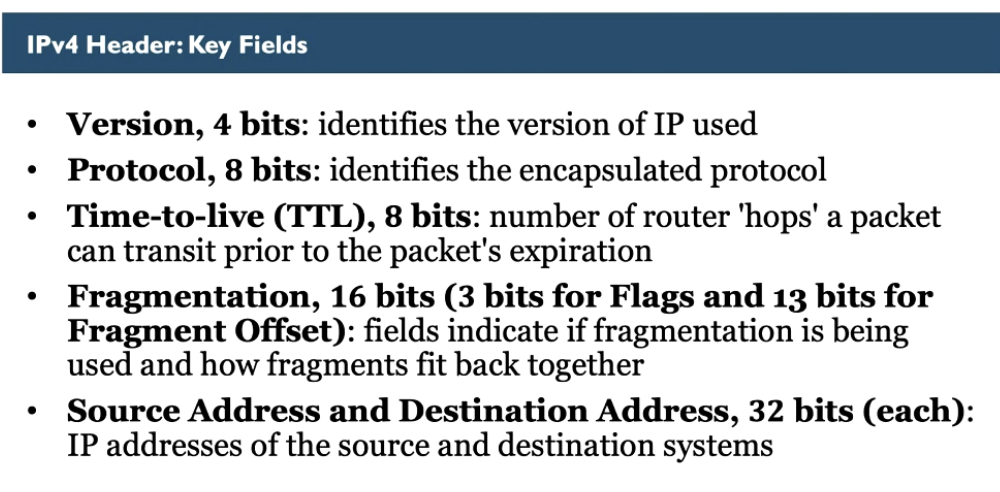 IPv4 Header: Key Fields
• Version, 4 bits: identifies the version of IP used
• Protocol, 8 bits: identifies the encapsulated protocol
• Time-to-live (TTL), 8 bits: number of router 'hops' a packet
can transit prior to the packet's expiration
• Fragmentation, 16 bits (3 bits for Flags and 13 bits for
Fragment Offset): fields indicate if fragmentation is being
used and how fragments fit back together
• Source Address and Destination Address, 32 bits (each):
IP addresses of the source and destination systems